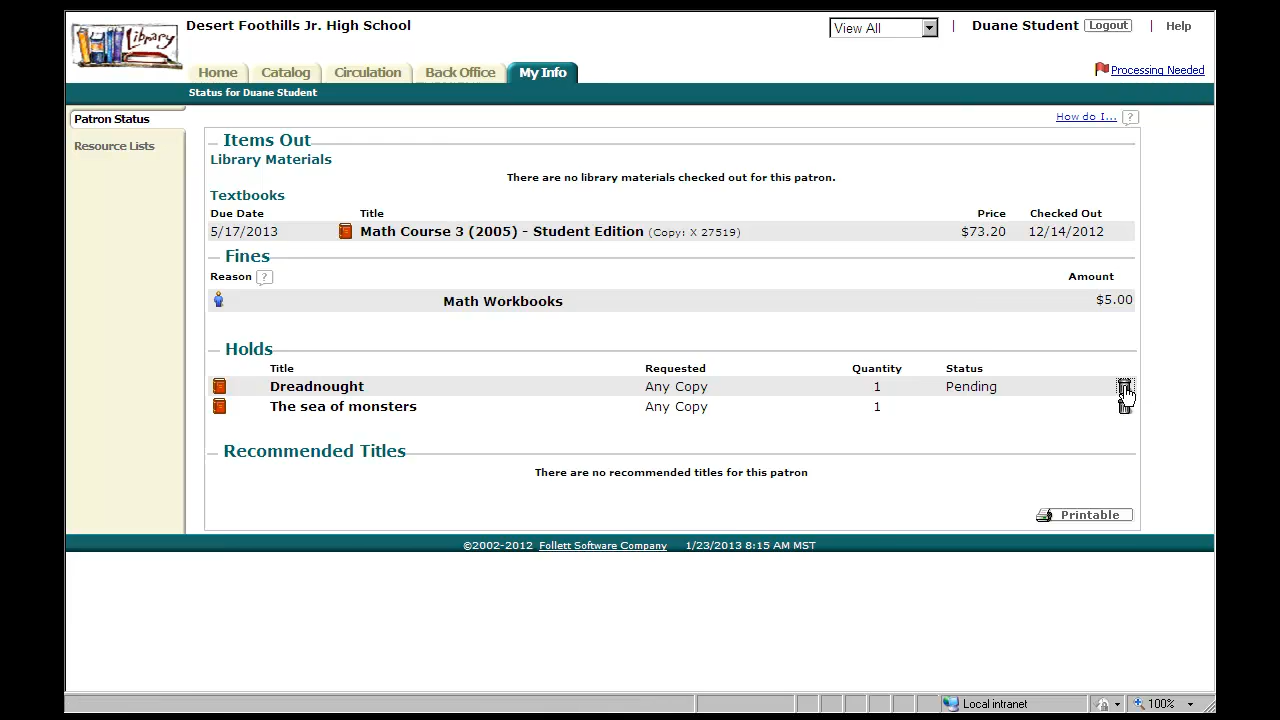 Library
Desert Foothills Jr. High School
View All | Duane Student Logout | Help
Home Catalog Circulation Back Office My Info
Processing Needed
Status for Duane Student
Patron Status
Resource Lists
How do I... ?
Items Out
Library Materials
There are no library materials checked out for this patron.
Textbooks
Due Date Title Price Checked Out
5/17/2013 Math Course 3 (2005) - Student Edition (Copy: X 27519) $73.20 12/14/2012
Fines
Reason ? Amount
Math Workbooks $5.00
Holds
Title Requested Quantity Status
Dreadnought Any Copy 1 Pending
The sea of monsters Any Copy 1
Recommended Titles
There are no recommended titles for this patron
Printable
©2002-2012 Follett Software Company 1/23/2013 8:15 AM MST
Local intranet 100%